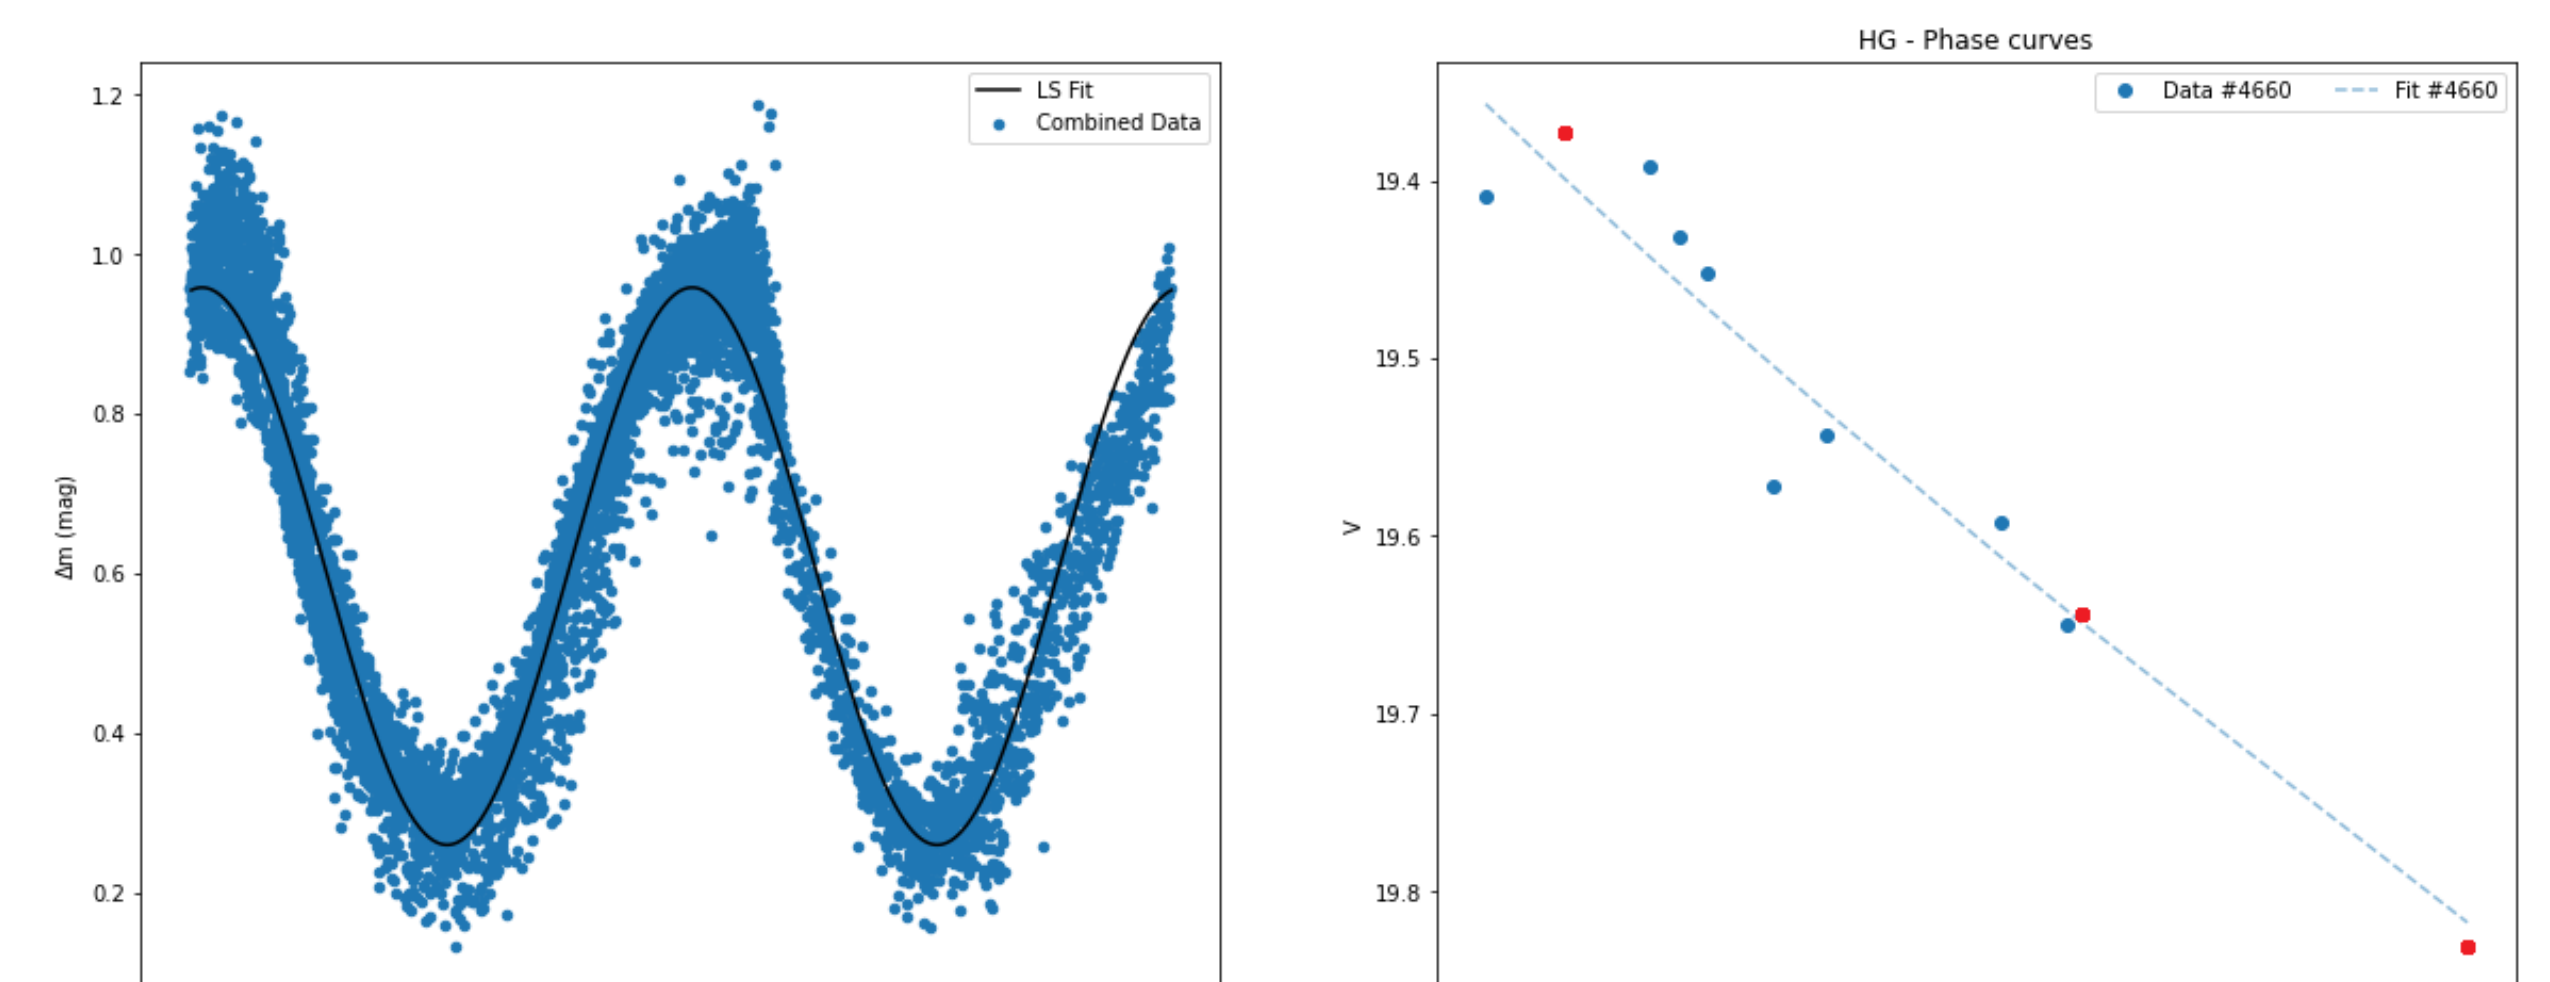 LS Fit
Combined Data
1.2
1.0
0.8
0.6
0.4
0.2
Δm (mag)
HG - Phase curves
Data #4660 Fit #4660
19.4
19.5
19.6
19.7
19.8
V